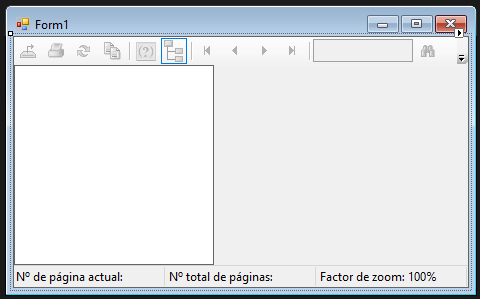 Form1
(?)
Nº de página actual:
Nº total de páginas:
Factor de zoom: 100%